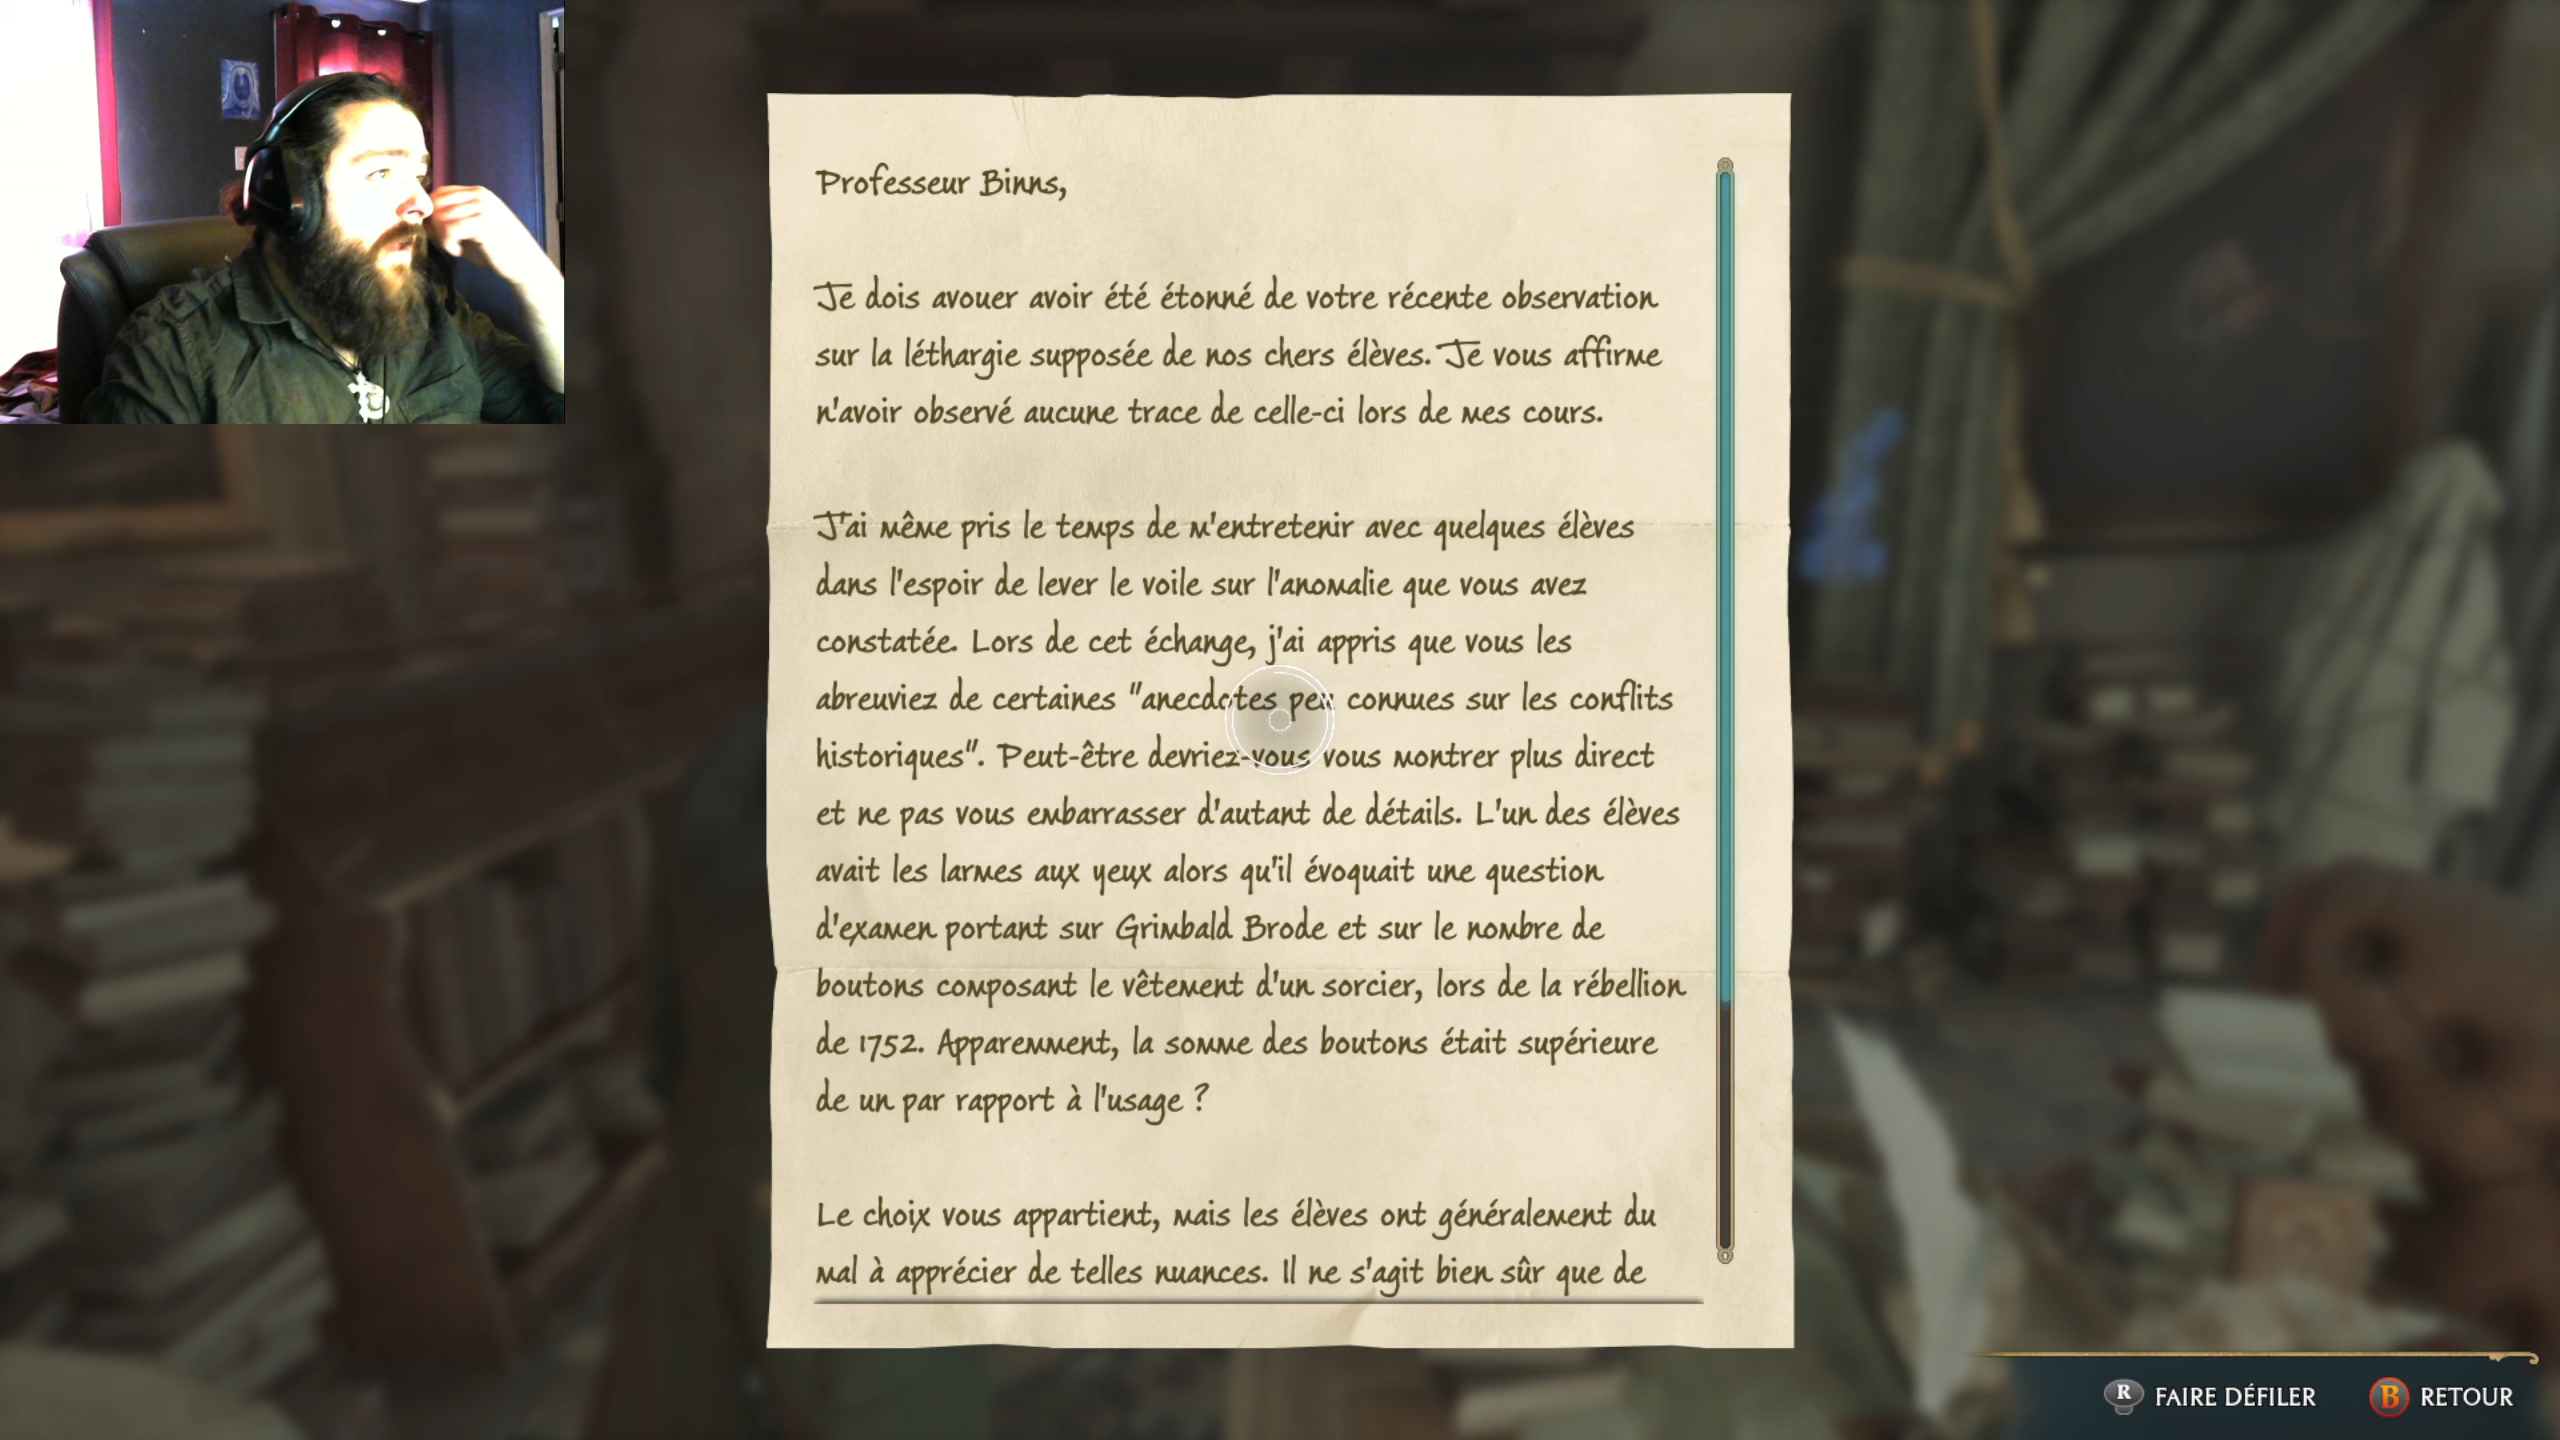 Professeur Binns,
Je dois avouer avoir été étonné de votre récente observation
sur la léthargie supposée de nos chers élèves. Je vous affirme
n'avoir observé aucune trace de celle-ci lors de mes cours.
J'ai même pris le temps de m'entretenir avec quelques élèves
dans l'espoir de lever le voile sur l'anomalie que vous avez
constatée. Lors de cet échange, j'ai appris que vous les
abreuviez de certaines "anecdotes peu connues sur les conflits
historiques". Peut-être devriez-vous vous montrer plus direct
et ne pas vous embarrasser d'autant de détails. L'un des élèves
avait les larmes aux yeux alors qu'il évoquait une question
d'examen portant sur Grimbald Brode et sur le nombre de
boutons composant le vêtement d'un sorcier, lors de la rébellion
de 1752. Apparemment, la somme des boutons était supérieure
de un par rapport à l'usage ?
Le choix vous appartient, mais les élèves ont généralement du
mal à apprécier de telles nuances. Il ne s'agit bien sûr que de
R FAIRE DÉFILER B RETOUR